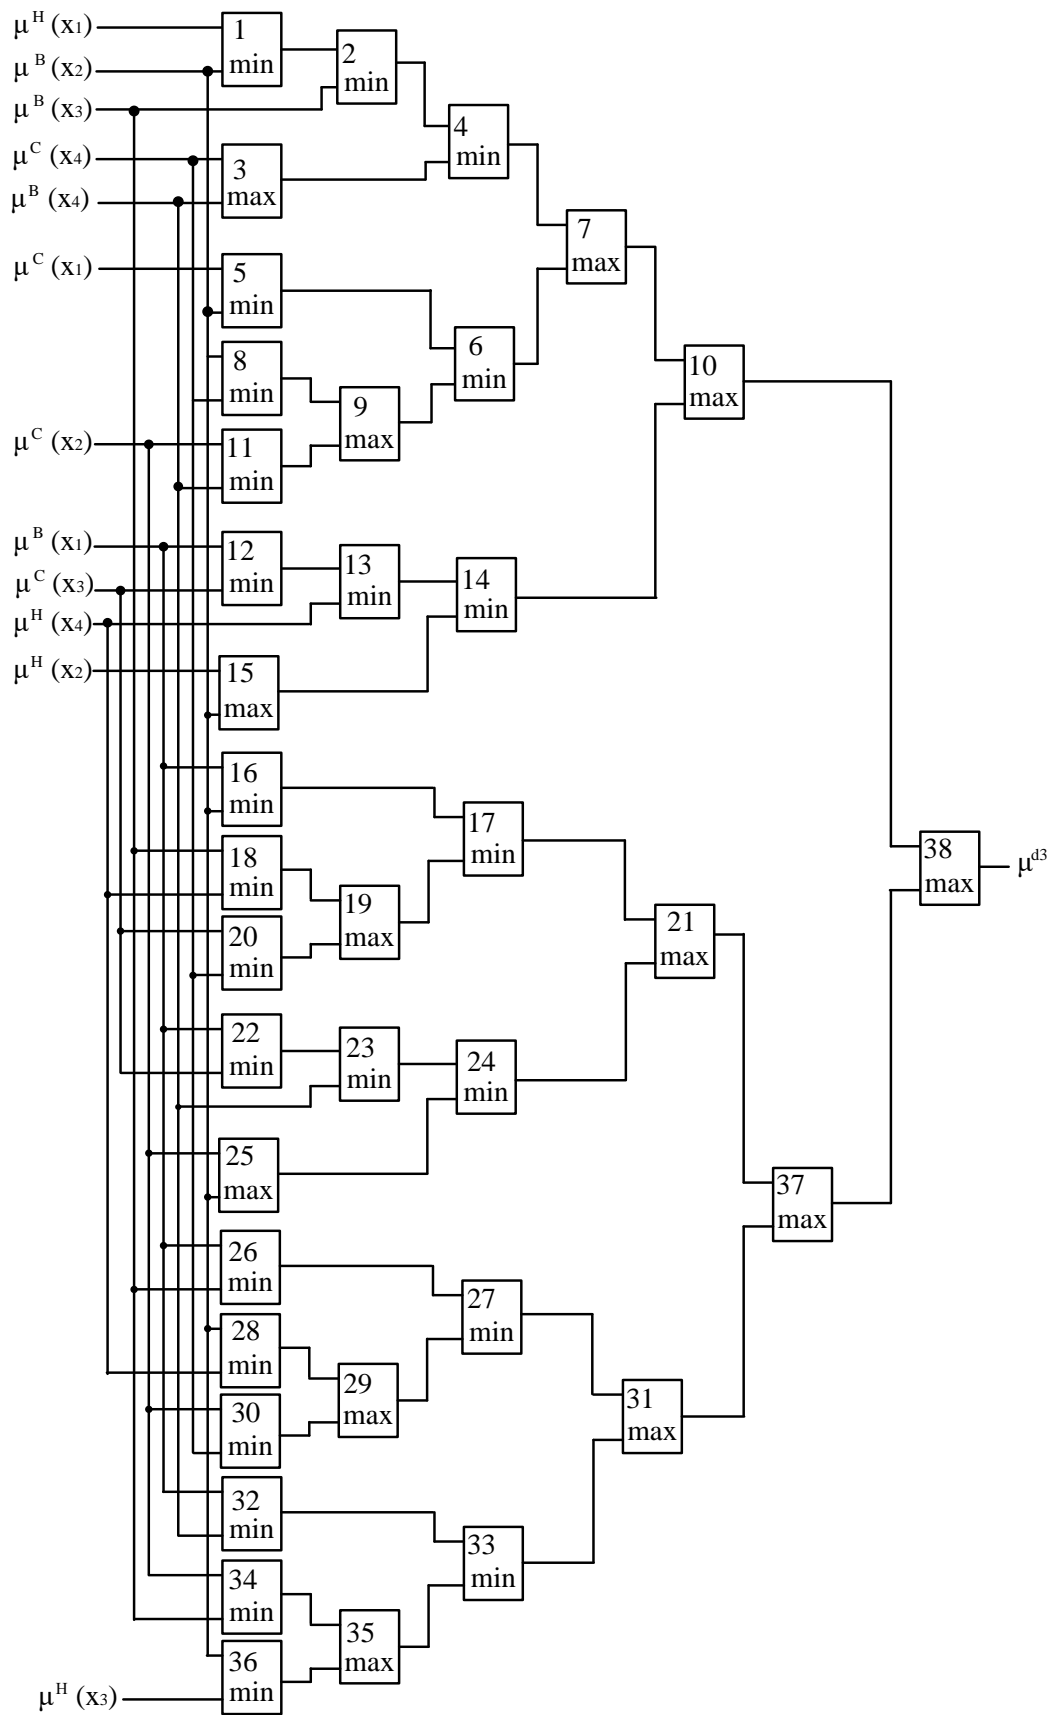 μᴴ (x₁)
1
min
2
min
μᴮ (x₂)
μᴮ (x₃)
4
min
μᶜ (x₄)
3
max
μᴮ (x₄)
7
max
μᶜ (x₁)
5
min
6
min
8
min
10
max
9
max
μᶜ (x₂)
11
min
μᴮ (x₁)
12
min
13
min
14
min
μᶜ (x₃)
μᴴ (x₄)
μᴴ (x₂)
15
max
16
min
17
min
18
min
38
max
μᵈ³
19
max
20
min
21
max
22
min
23
min
24
min
25
max
37
max
26
min
27
min
28
min
29
max
31
max
30
min
32
min
33
min
34
min
35
max
36
min
μᴴ (x₃)